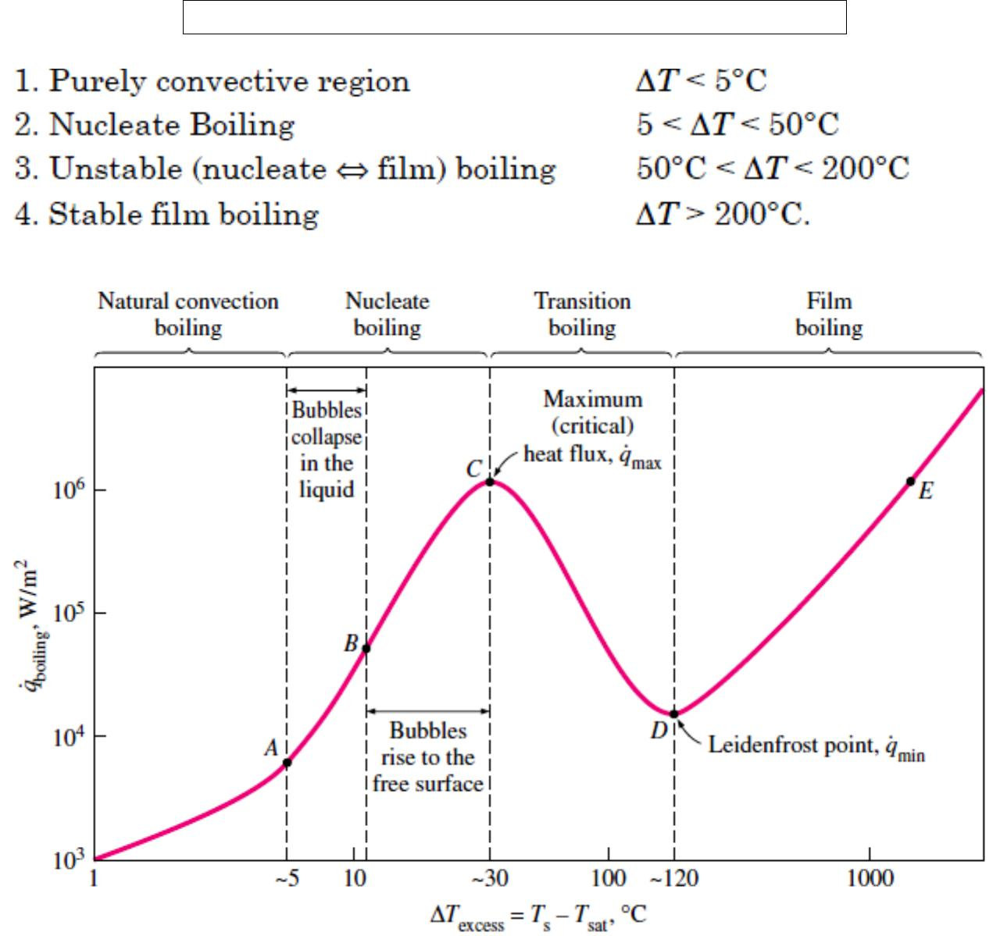 1. Purely convective region ΔT < 5°C
2. Nucleate Boiling 5 < ΔT < 50°C
3. Unstable (nucleate ⇔ film) boiling 50°C < ΔT < 200°C
4. Stable film boiling ΔT > 200°C.
Natural convection
boiling
Nucleate
boiling
Transition
boiling
Film
boiling
Bubbles
collapse
in the
liquid
Maximum
(critical)
heat flux, q̇max
C
10⁶
E
q̇boiling, W/m²
10⁵
B
10⁴
A
Bubbles
rise to the
free surface
D
Leidenfrost point, q̇min
10³
1 ~5 10 ~30 100 ~120 1000
ΔTexcess = Ts – Tsat, °C